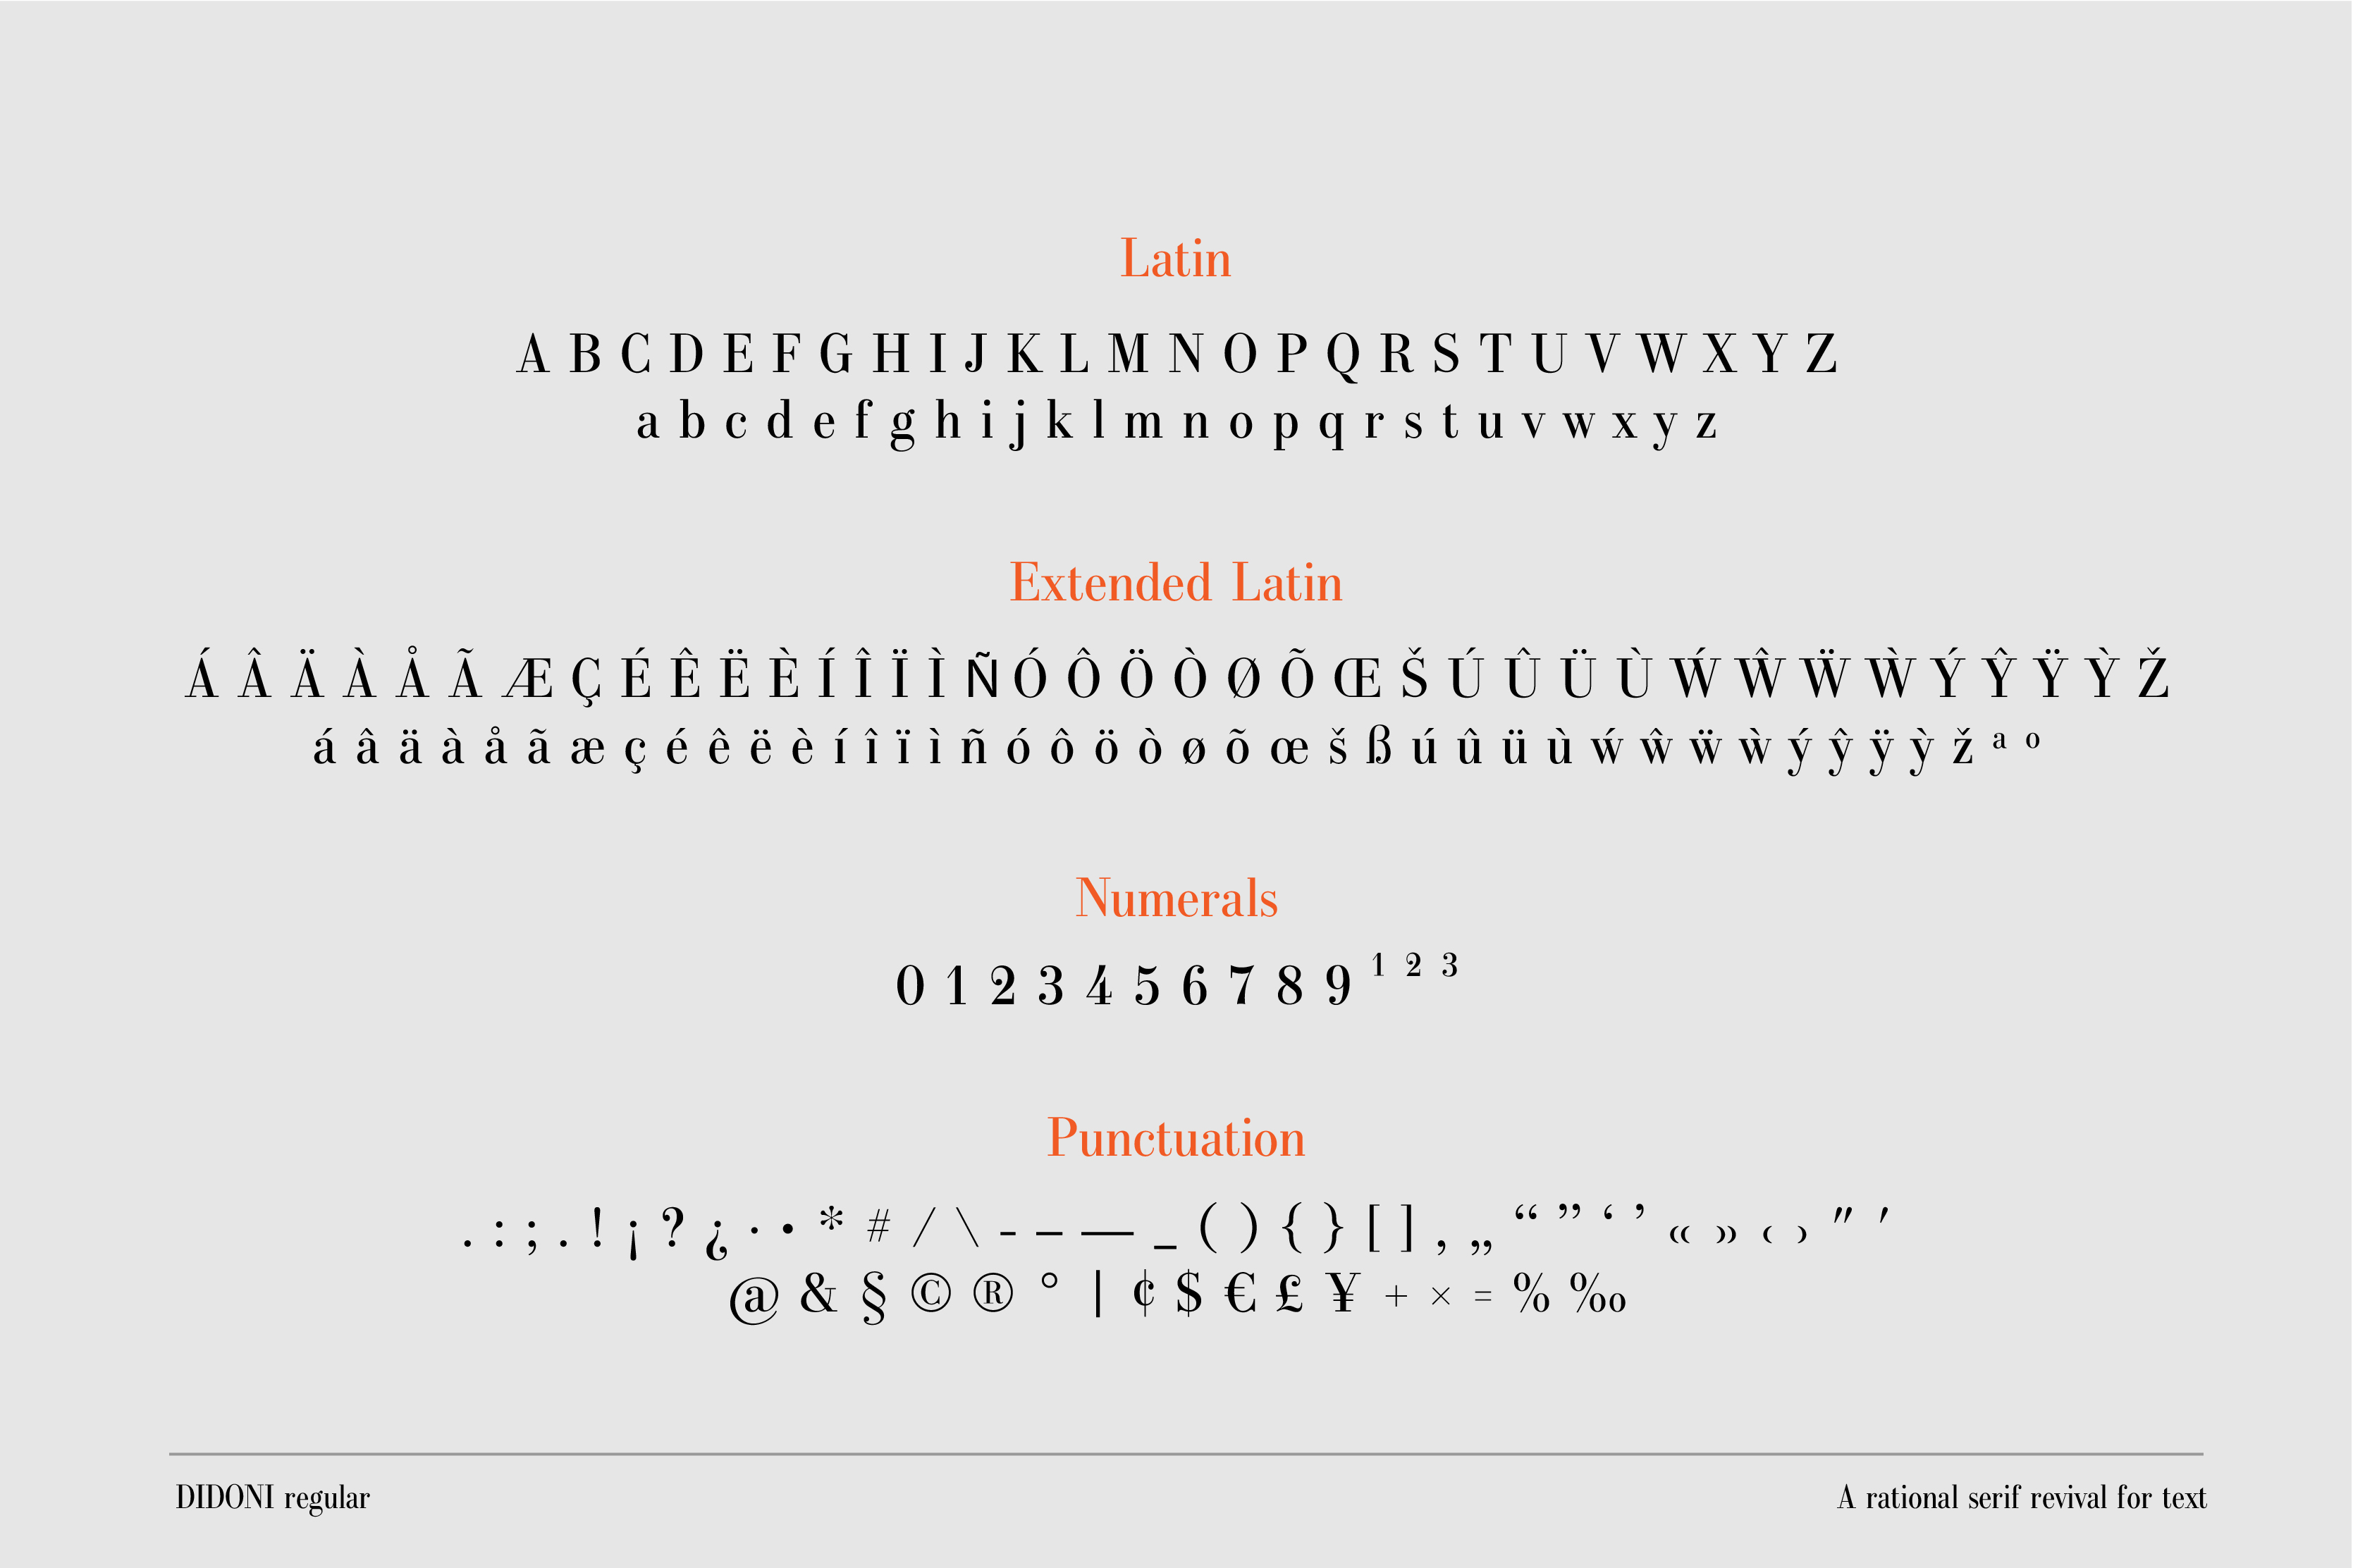 Latin
A B C D E F G H I J K L M N O P Q R S T U V W X Y Z
a b c d e f g h i j k l m n o p q r s t u v w x y z
Extended Latin
Á Â Ä À Å Ã Æ Ç É Ê Ë È Í Î Ï Ì Ñ Ó Ô Ö Ò Ø Õ Œ Š Ú Û Ü Ù Ẃ Ŵ Ẅ Ẁ Ý Ŷ Ÿ Ỳ Ž
á â ä à å ã æ ç é ê ë è í î ï ì ñ ó ô ö ò ø õ œ š ß ú û ü ù ẃ ŵ ẅ ẁ ý ŷ ÿ ỳ ž ª º
Numerals
0 1 2 3 4 5 6 7 8 9 ¹ ² ³
Punctuation
. : ; . ! ¡ ? ¿ · • * # / \ - – — _ ( ) { } [ ] ‚ „ “ ” ‘ ’ « » ‹ › " '
@ & § © ® ° | ¢ $ € £ ¥ + × = % ‰
DIDONI regular
A rational serif revival for text